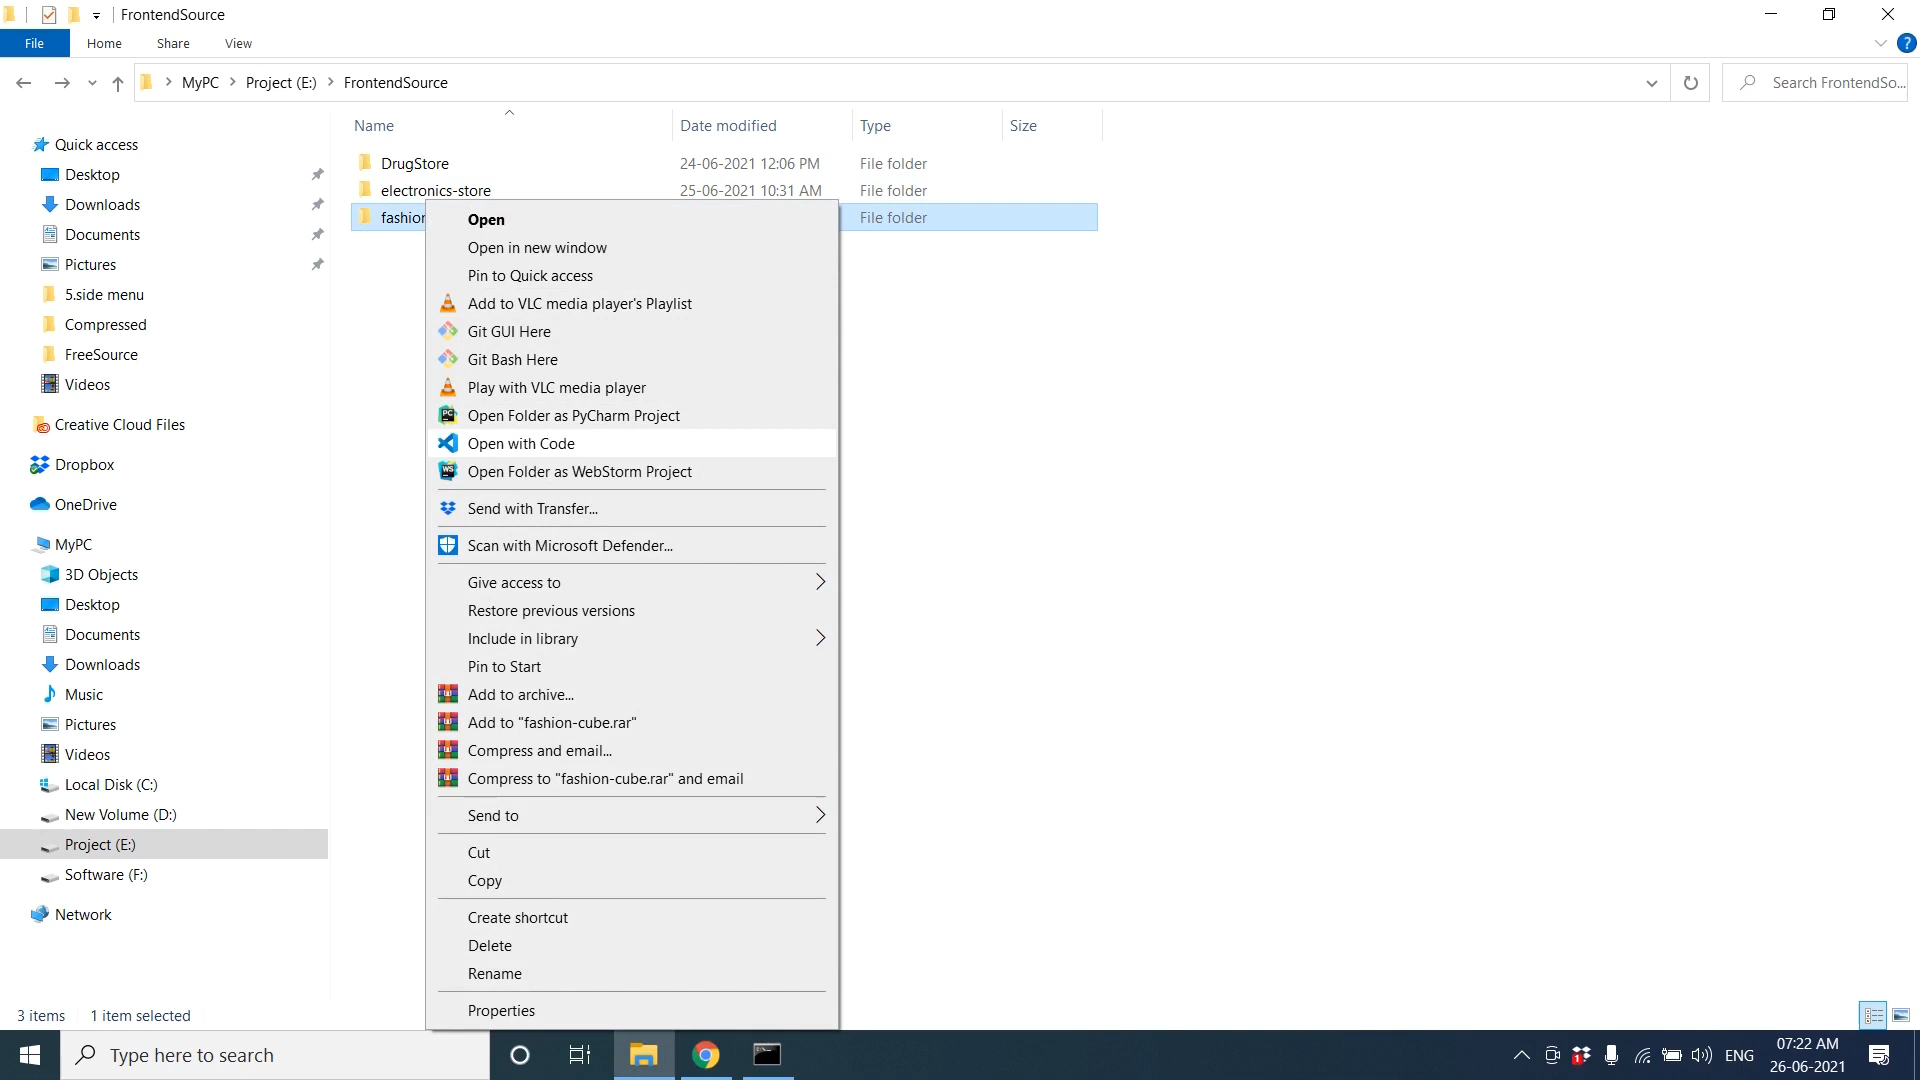 FrontendSource
File
Home
Share
View
?
MyPC
Project (E:)
FrontendSource
Search FrontendSo...
Name
Date modified
Type
Size
DrugStore
24-06-2021 12:06 PM
File folder
electronics-store
25-06-2021 10:31 AM
File folder
fashion
File folder
Quick access
Desktop
Downloads
Documents
Pictures
5.side menu
Compressed
FreeSource
Videos
Creative Cloud Files
Dropbox
OneDrive
MyPC
3D Objects
Desktop
Documents
Downloads
Music
Pictures
Videos
Local Disk (C:)
New Volume (D:)
Project (E:)
Software (F:)
Network
Open
Open in new window
Pin to Quick access
Add to VLC media player's Playlist
Git GUI Here
Git Bash Here
Play with VLC media player
PC
Open Folder as PyCharm Project
Open with Code
WS
Open Folder as WebStorm Project
Send with Transfer...
Scan with Microsoft Defender...
Give access to
Restore previous versions
Include in library
Pin to Start
Add to archive...
Add to "fashion-cube.rar"
Compress and email...
Compress to "fashion-cube.rar" and email
Send to
Cut
Copy
Create shortcut
Delete
Rename
Properties
3 items
1 item selected
Type here to search
1
ENG
07:22 AM
26-06-2021